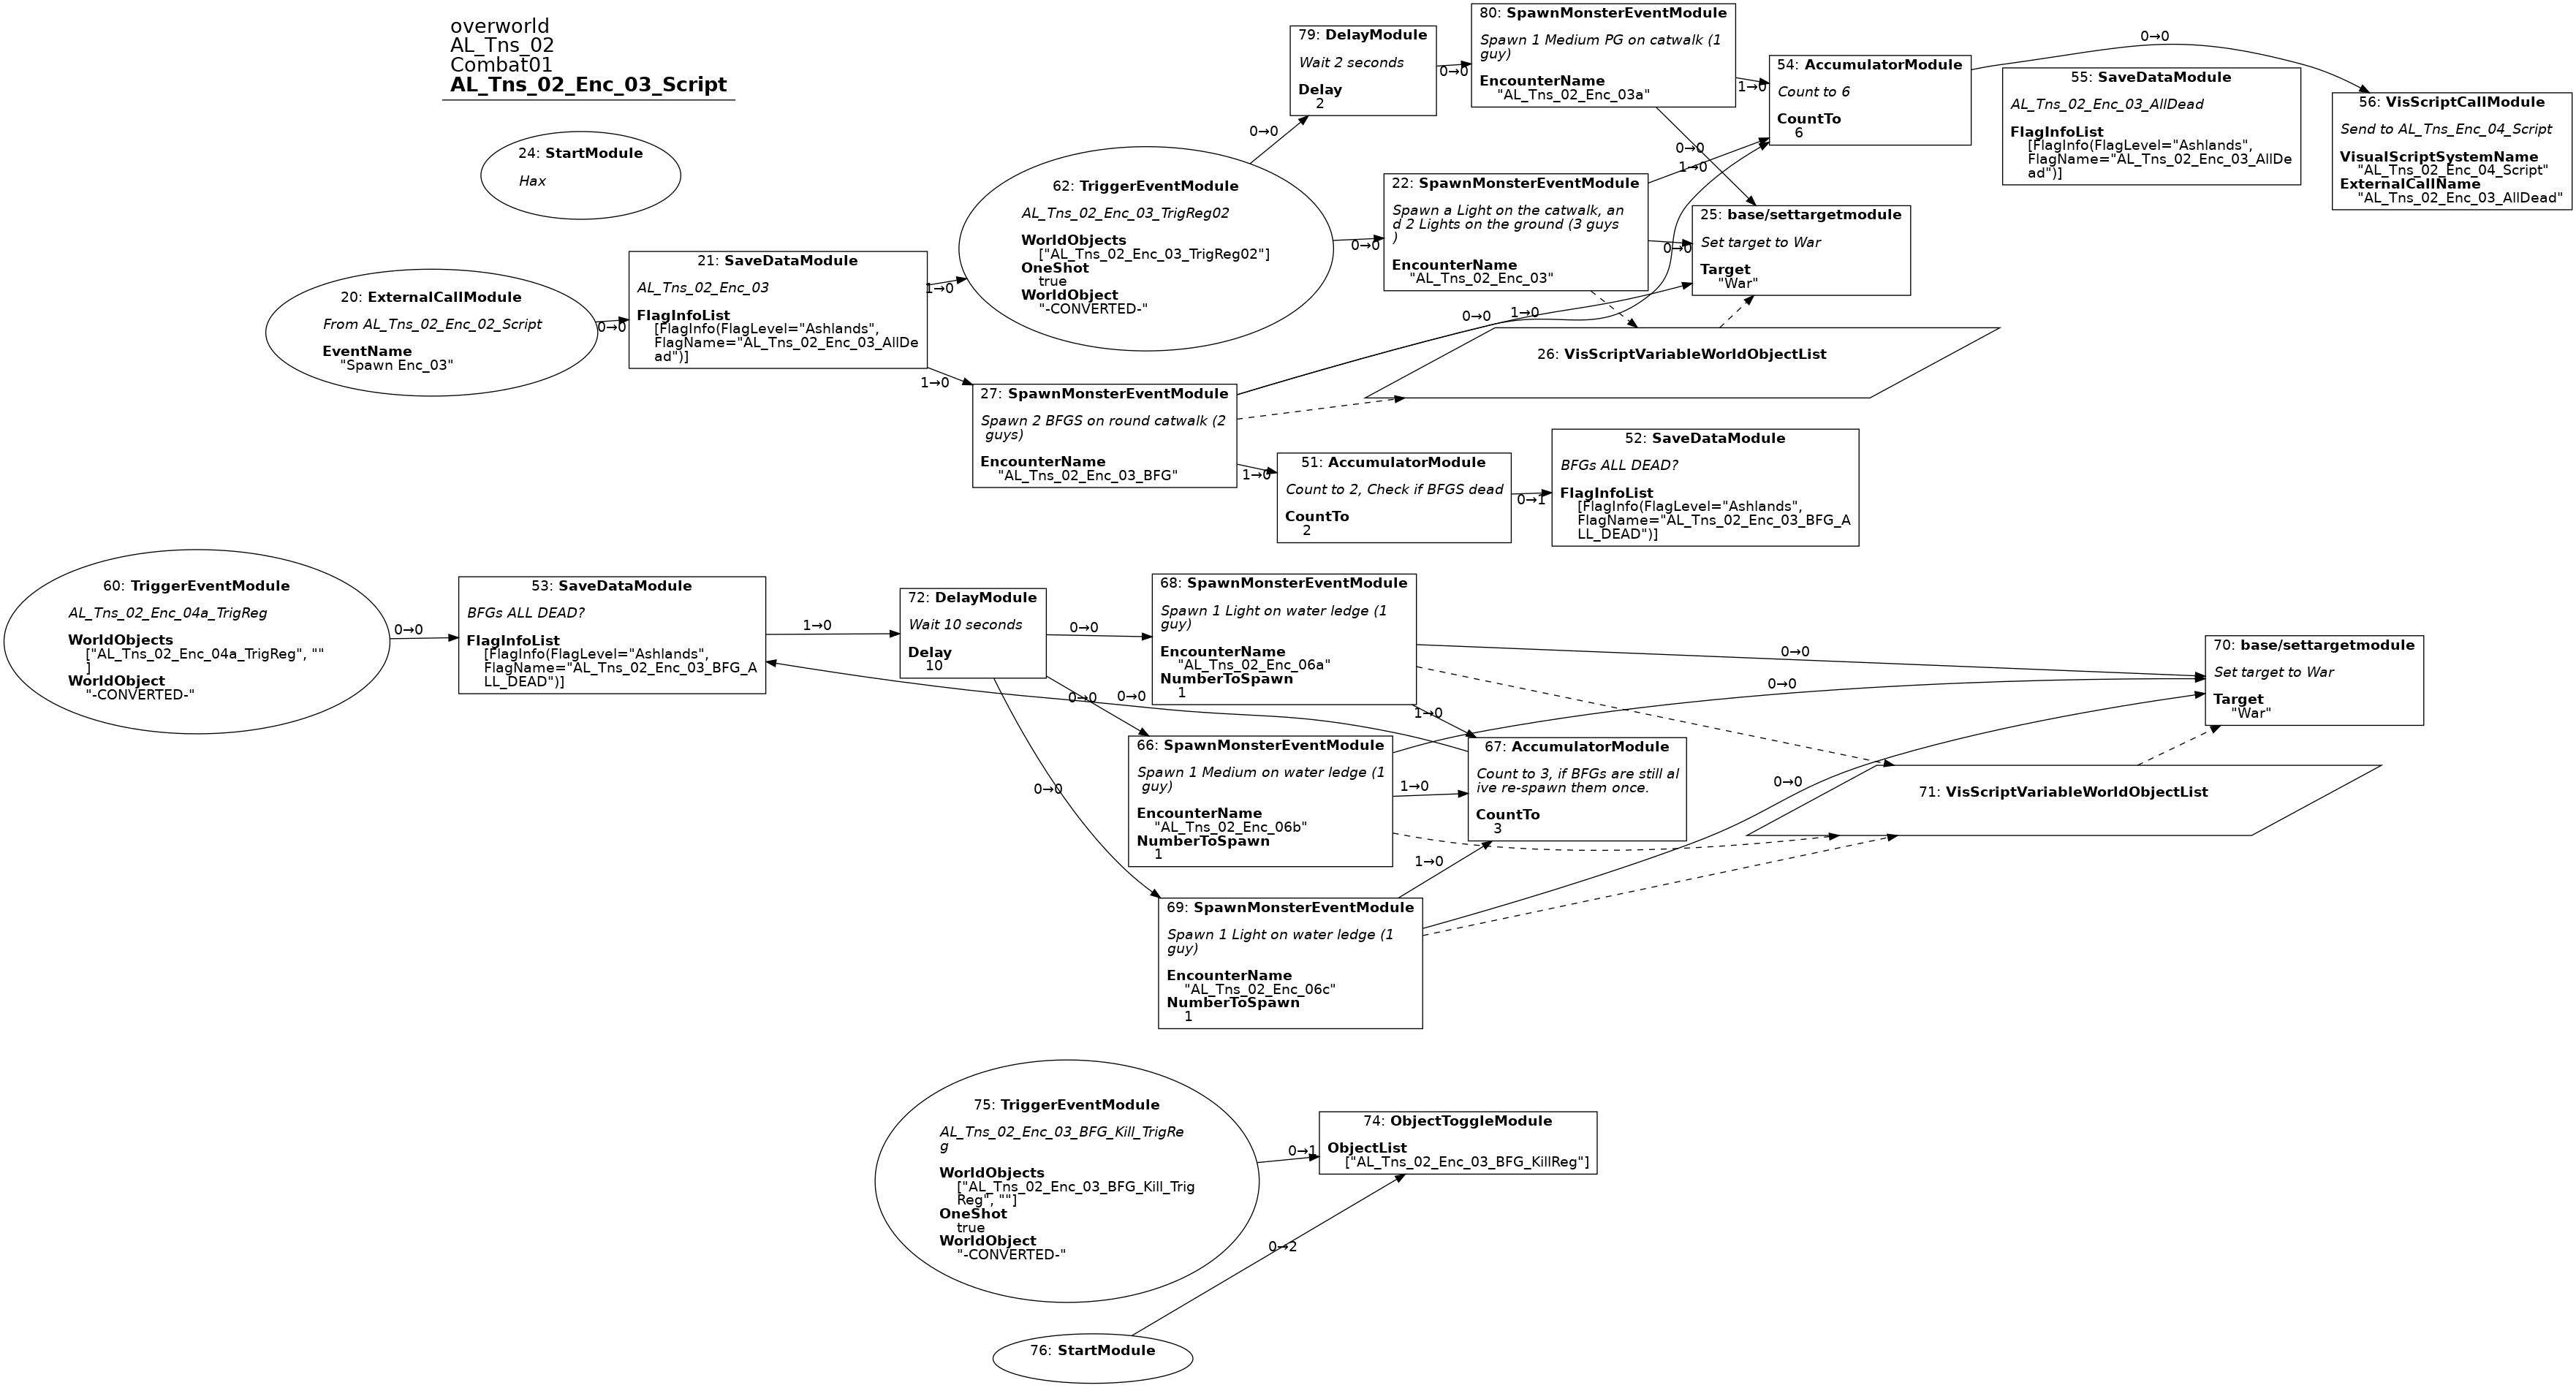 overworld
AL_Tns_02
Combat01
AL_Tns_02_Enc_03_Script
24: StartModule
Hax
20: ExternalCallModule
From AL_Tns_02_Enc_02_Script
EventName
"Spawn Enc_03"
0→0
21: SaveDataModule
AL_Tns_02_Enc_03
FlagInfoList
[FlagInfo(FlagLevel="Ashlands",
FlagName="AL_Tns_02_Enc_03_AllDe
ad")]
1→0
1→0
62: TriggerEventModule
AL_Tns_02_Enc_03_TrigReg02
WorldObjects
["AL_Tns_02_Enc_03_TrigReg02"]
OneShot
true
WorldObject
"-CONVERTED-"
0→0
0→0
79: DelayModule
Wait 2 seconds
Delay
2
0→0
80: SpawnMonsterEventModule
Spawn 1 Medium PG on catwalk (1
guy)
EncounterName
"AL_Tns_02_Enc_03a"
1→0
0→0
54: AccumulatorModule
Count to 6
CountTo
6
0→0
55: SaveDataModule
AL_Tns_02_Enc_03_AllDead
FlagInfoList
[FlagInfo(FlagLevel="Ashlands",
FlagName="AL_Tns_02_Enc_03_AllDe
ad")]
56: VisScriptCallModule
Send to AL_Tns_Enc_04_Script
VisualScriptSystemName
"AL_Tns_02_Enc_04_Script"
ExternalCallName
"AL_Tns_02_Enc_03_AllDead"
22: SpawnMonsterEventModule
Spawn a Light on the catwalk, an
d 2 Lights on the ground (3 guys
)
EncounterName
"AL_Tns_02_Enc_03"
1→0
0→0
25: base/settargetmodule
Set target to War
Target
"War"
26: VisScriptVariableWorldObjectList
27: SpawnMonsterEventModule
Spawn 2 BFGS on round catwalk (2
guys)
EncounterName
"AL_Tns_02_Enc_03_BFG"
0→0
1→0
1→0
51: AccumulatorModule
Count to 2, Check if BFGS dead
CountTo
2
0→1
52: SaveDataModule
BFGs ALL DEAD?
FlagInfoList
[FlagInfo(FlagLevel="Ashlands",
FlagName="AL_Tns_02_Enc_03_BFG_A
LL_DEAD")]
60: TriggerEventModule
AL_Tns_02_Enc_04a_TrigReg
WorldObjects
["AL_Tns_02_Enc_04a_TrigReg", ""
]
WorldObject
"-CONVERTED-"
0→0
53: SaveDataModule
BFGs ALL DEAD?
FlagInfoList
[FlagInfo(FlagLevel="Ashlands",
FlagName="AL_Tns_02_Enc_03_BFG_A
LL_DEAD")]
1→0
72: DelayModule
Wait 10 seconds
Delay
10
0→0
0→0
0→0
0→0
68: SpawnMonsterEventModule
Spawn 1 Light on water ledge (1
guy)
EncounterName
"AL_Tns_02_Enc_06a"
NumberToSpawn
1
0→0
1→0
66: SpawnMonsterEventModule
Spawn 1 Medium on water ledge (1
guy)
EncounterName
"AL_Tns_02_Enc_06b"
NumberToSpawn
1
0→0
1→0
67: AccumulatorModule
Count to 3, if BFGs are still al
ive re-spawn them once.
CountTo
3
70: base/settargetmodule
Set target to War
Target
"War"
71: VisScriptVariableWorldObjectList
69: SpawnMonsterEventModule
Spawn 1 Light on water ledge (1
guy)
EncounterName
"AL_Tns_02_Enc_06c"
NumberToSpawn
1
1→0
0→0
75: TriggerEventModule
AL_Tns_02_Enc_03_BFG_Kill_TrigRe
g
WorldObjects
["AL_Tns_02_Enc_03_BFG_Kill_Trig
Reg", ""]
OneShot
true
WorldObject
"-CONVERTED-"
0→1
74: ObjectToggleModule
ObjectList
["AL_Tns_02_Enc_03_BFG_KillReg"]
0→2
76: StartModule